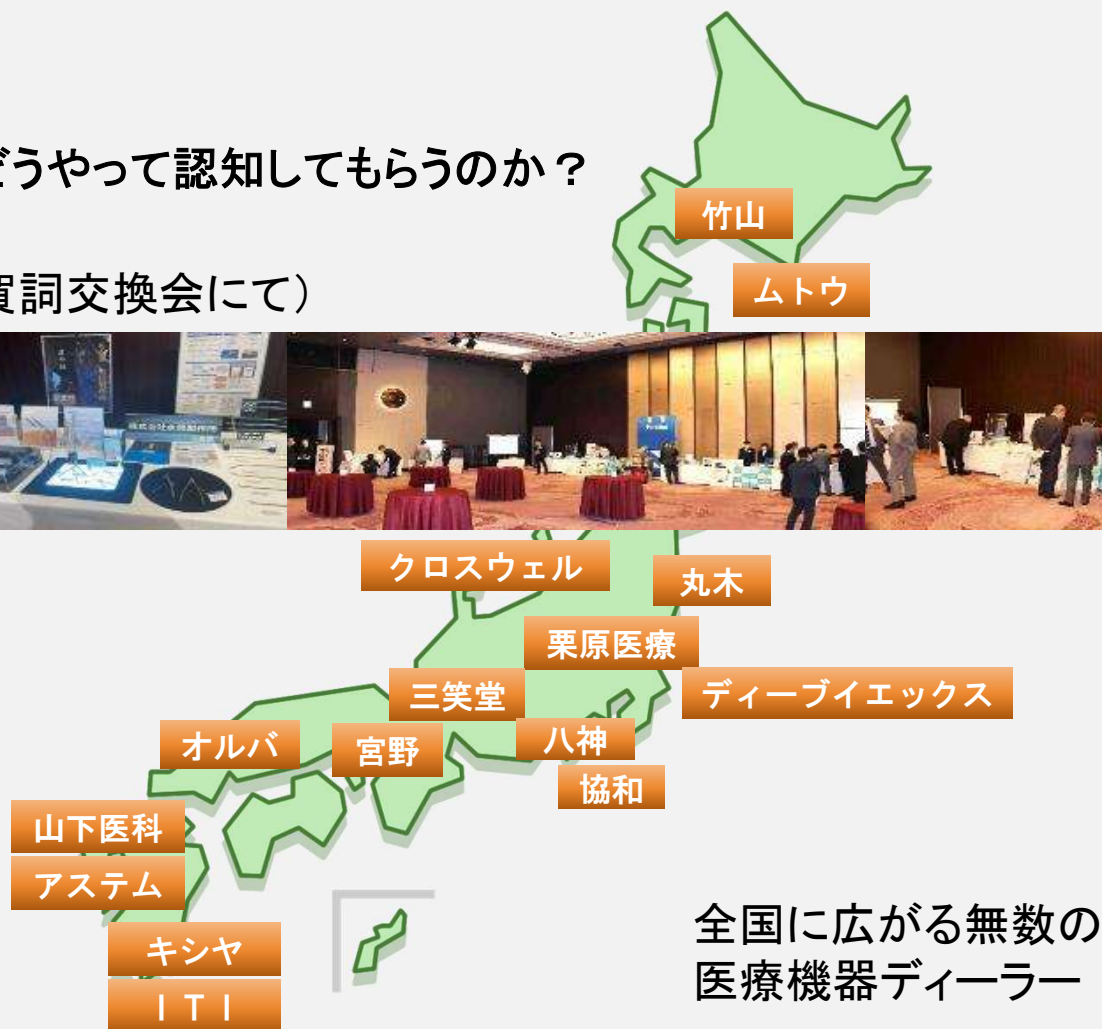 どうやって認知してもらうのか？
竹山
賀詞交換会にて）
ムトウ
クロスウェル
丸木
栗原医療
三笑堂
ディーブイエックス
オルバ
宮野
八神
協和
山下医科
アステム
キシヤ
ＩＴＩ
全国に広がる無数の
医療機器ディーラー